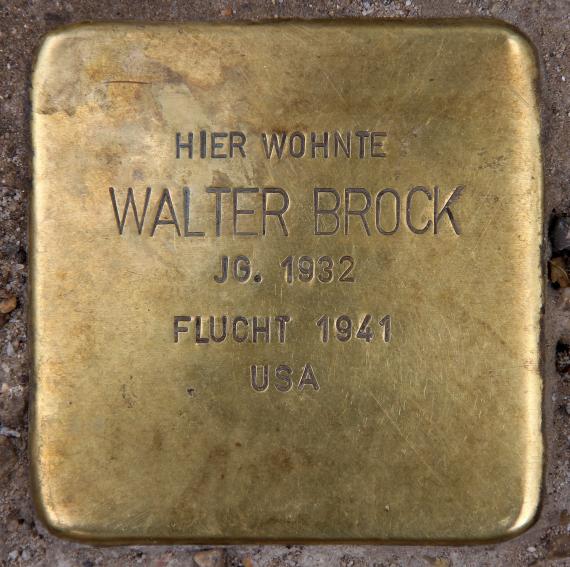 HIER WOHNTE
WALTER BROCK
JG. 1932
FLUCHT 1941
USA